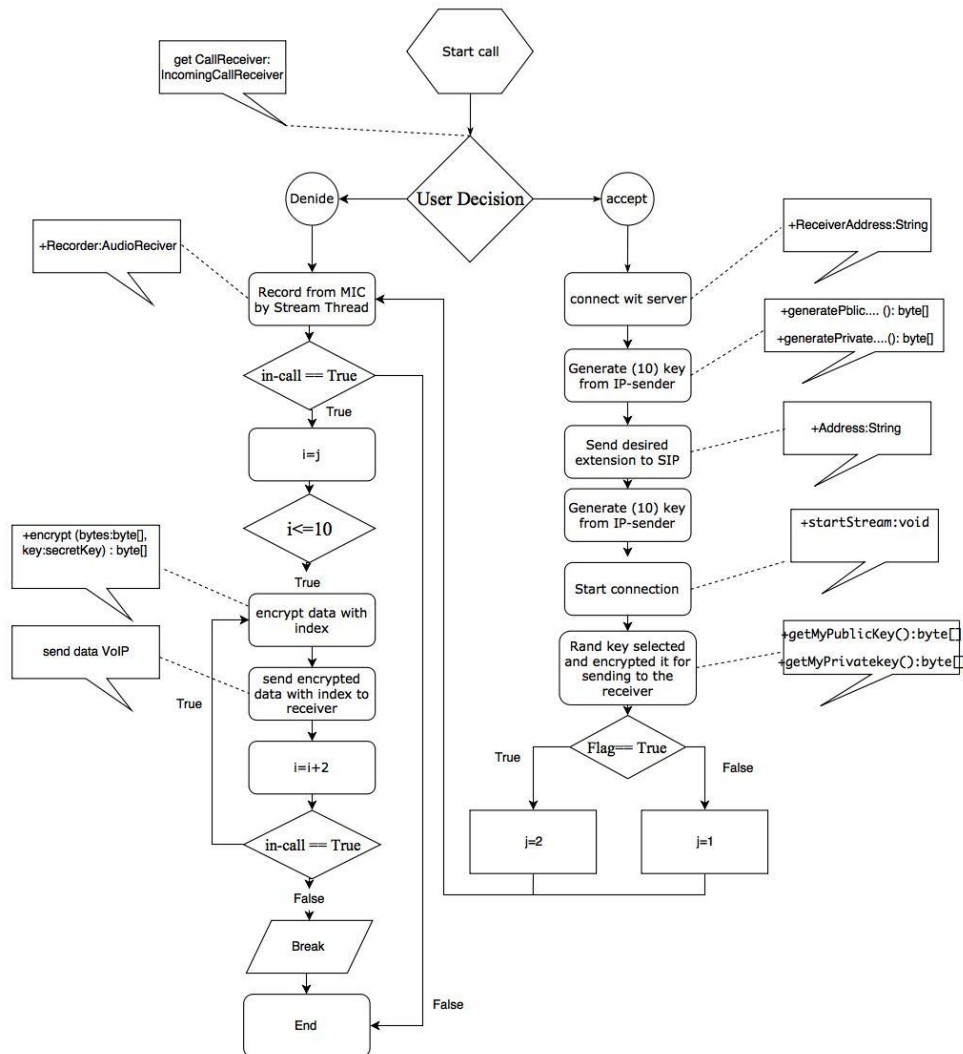 Start call
get CallReceiver:
IncomingCallReceiver
User Decision
Denide
accept
+Recorder:AudioReciver
+ReceiverAddress:String
Record from MIC
by Stream Thread
connect wit server
+generatePblic.... (): byte[]
+generatePrivate....(): byte[]
in-call == True
Generate (10) key
from IP-sender
True
i=j
Send desired
extension to SIP
+Address:String
i<=10
Generate (10) key
from IP-sender
+startStream:void
+encrypt (bytes:byte[],
key:secretKey) : byte[]
True
Start connection
encrypt data with
index
Rand key selected
and encrypted it for
sending to the
receiver
+getMyPublicKey():byte[]
+getMyPrivatekey():byte[]
send data VoIP
True
send encrypted
data with index to
receiver
i=i+2
Flag== True
True
False
in-call == True
j=2
j=1
False
Break
False
End